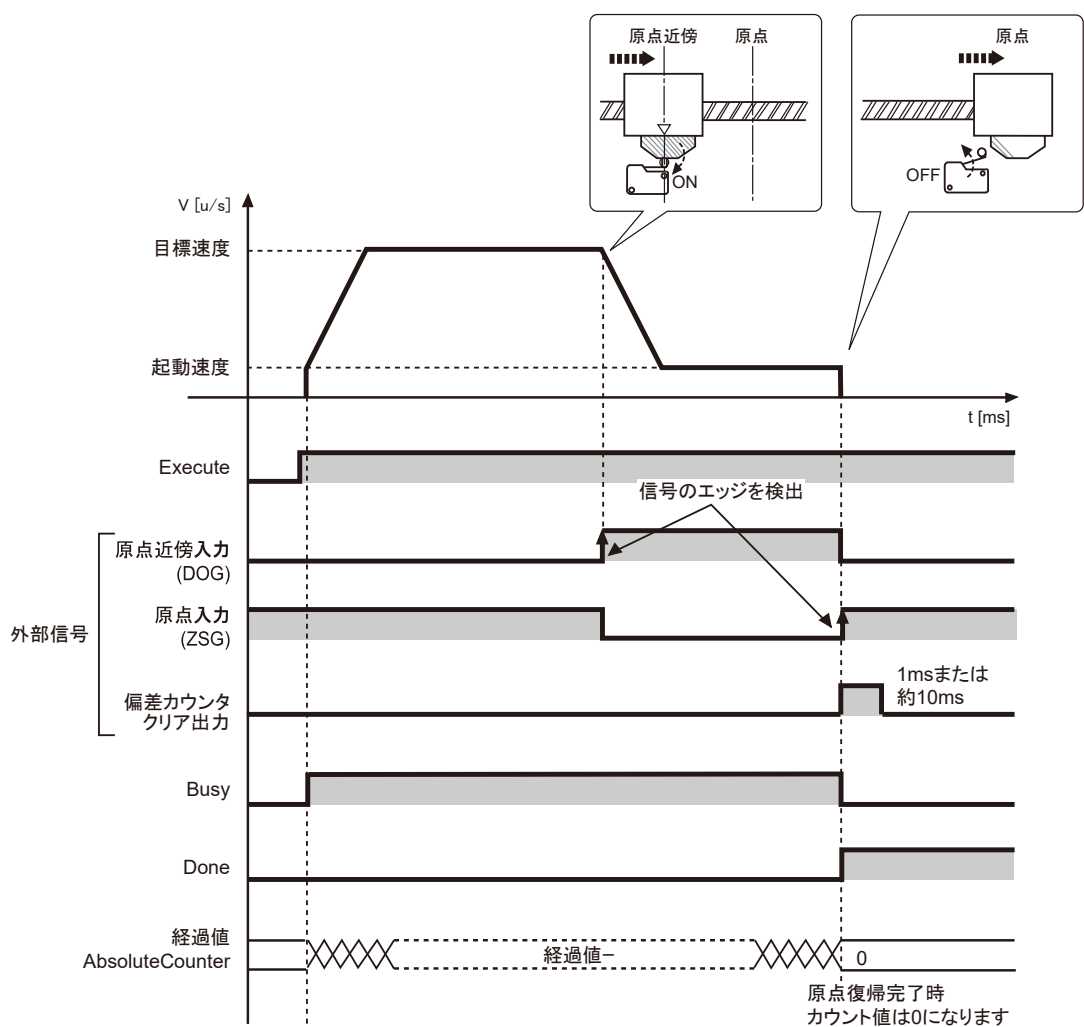 原点近傍
原点
ON
原点
OFF
V [u/s]
目標速度
起動速度
t [ms]
Execute
信号のエッジを検出
外部信号
原点近傍入力
(DOG)
原点入力
(ZSG)
偏差カウンタ
クリア出力
1msまたは
約10ms
Busy
Done
経過値
AbsoluteCounter
経過値−
0
原点復帰完了時
カウント値は0になります